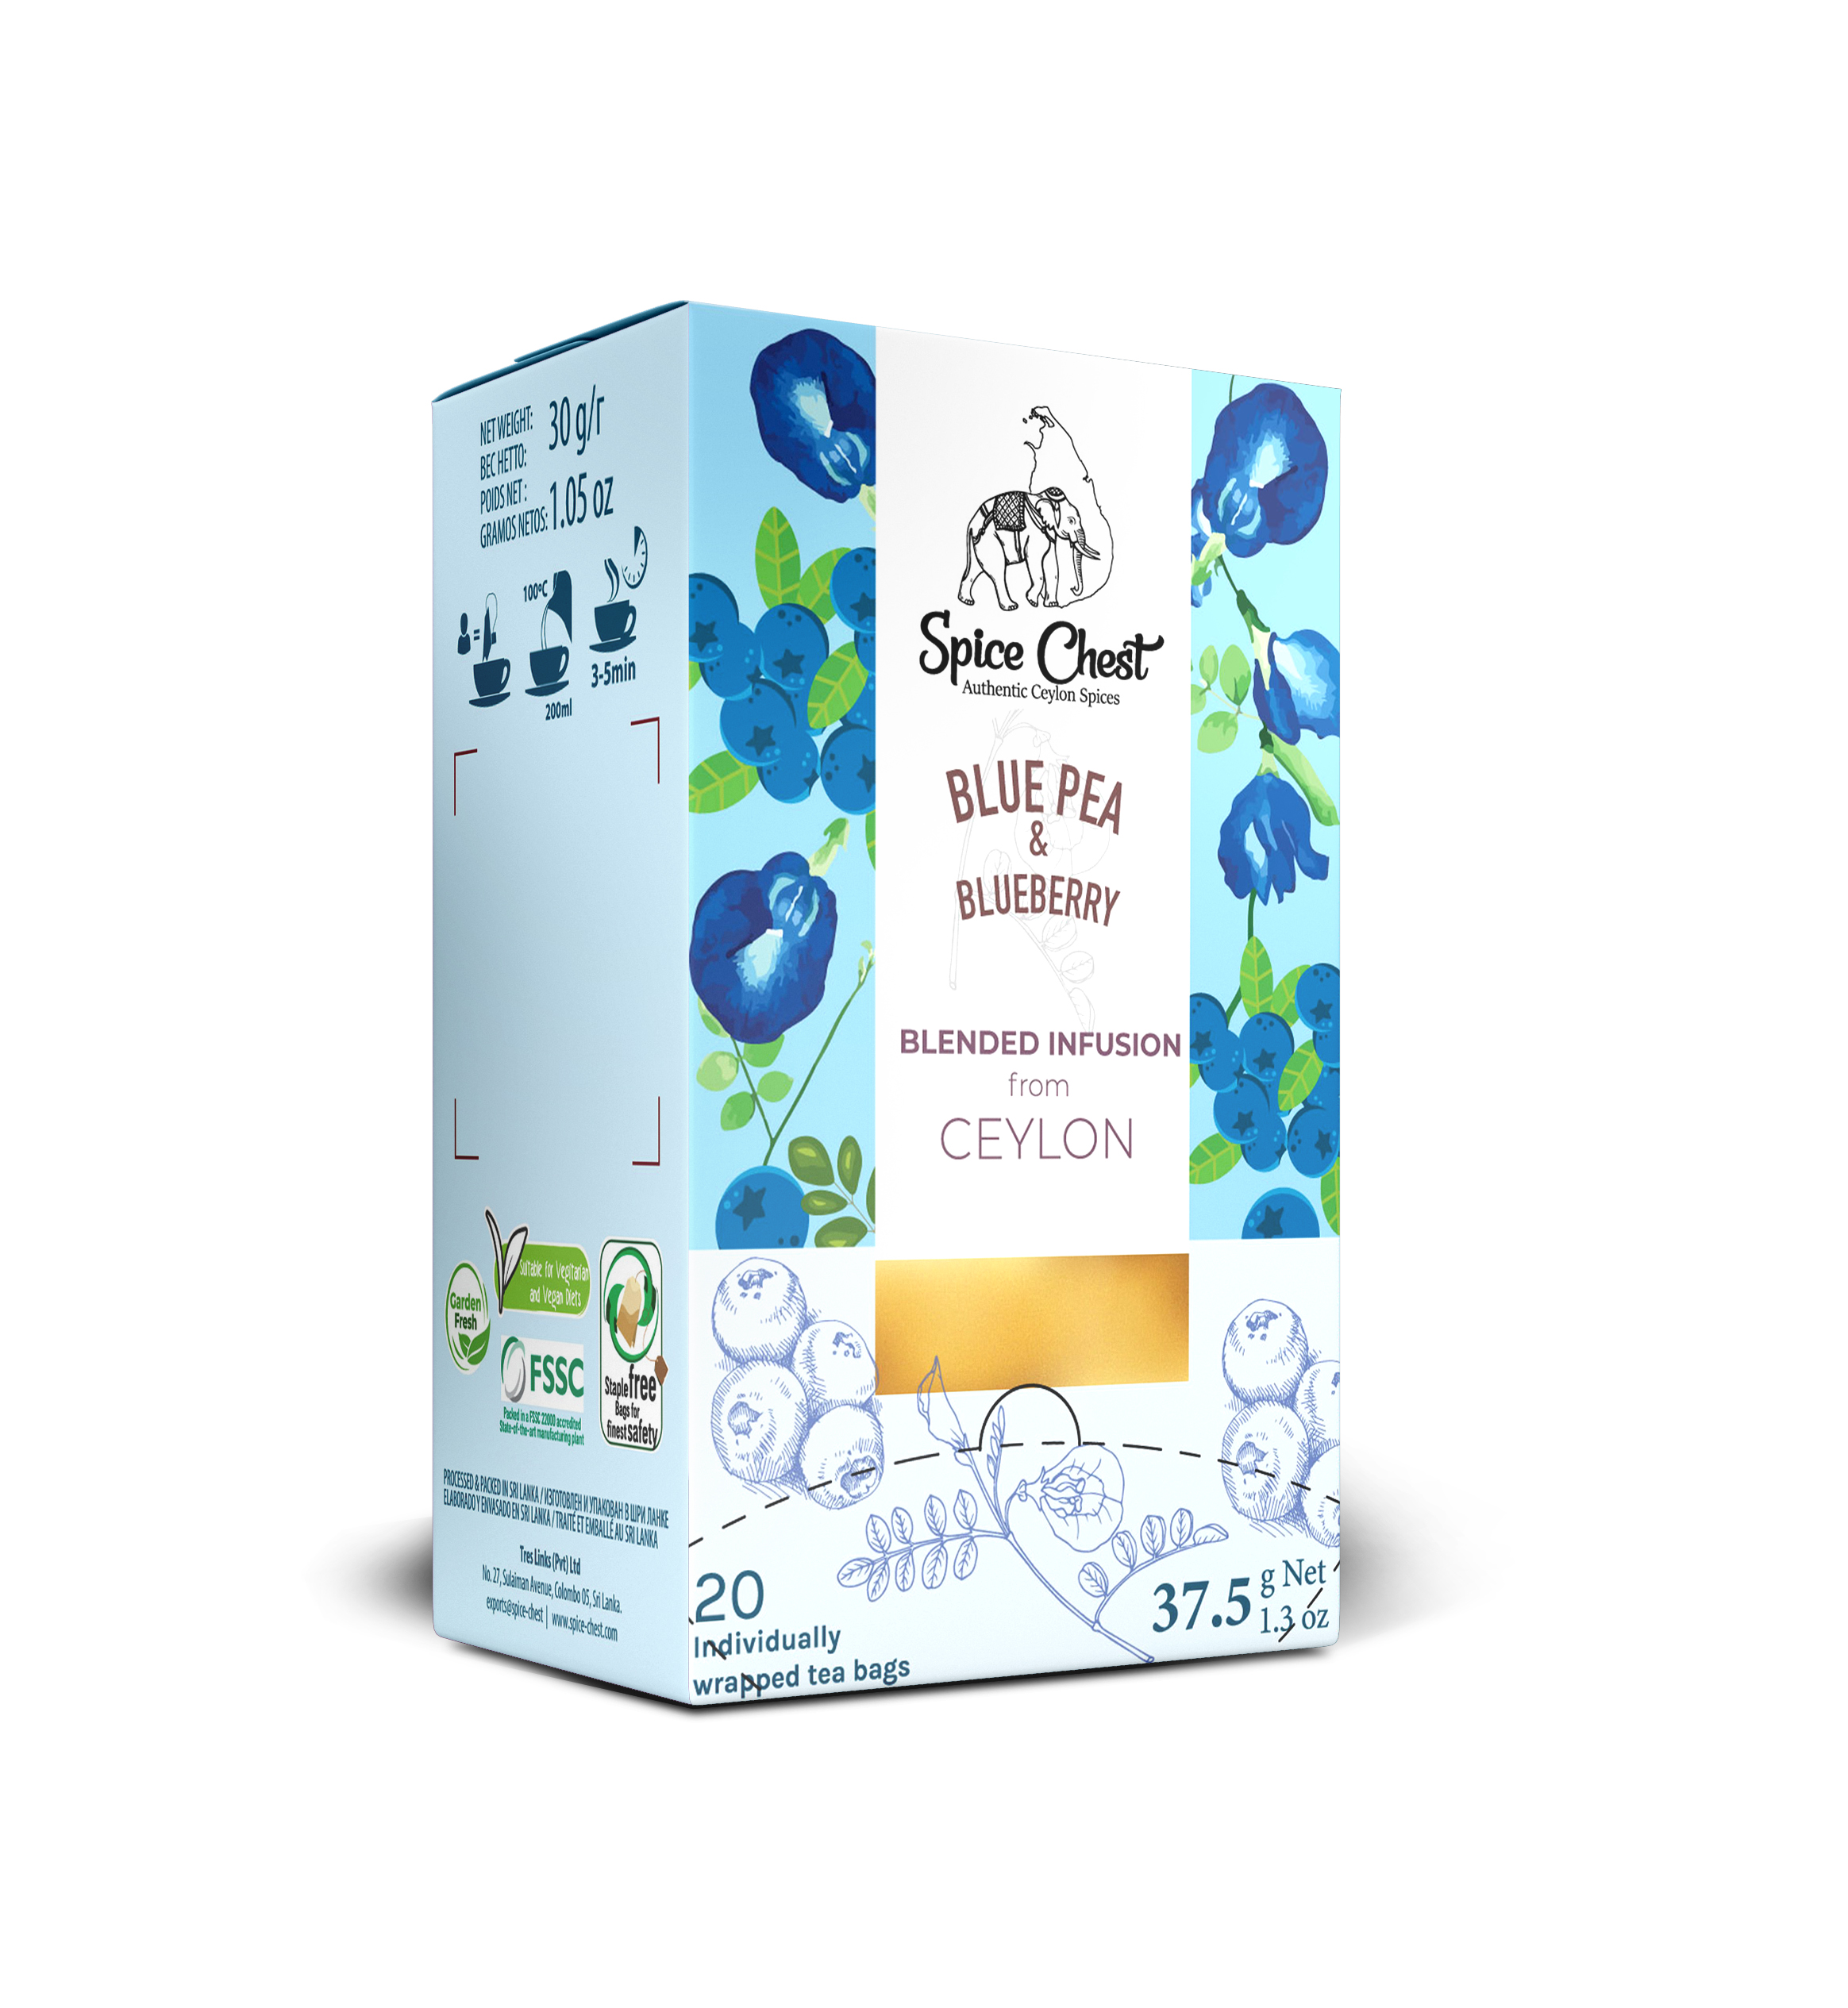 NET WEIGHT:
ВЕС НЕТТО:
POIDS NET :
GRAMOS NETOS:
30 g/г
1.05 oz
=
100ºC
200ml
3-5min
Garden
Fresh
Suitable for Vegitarian
and Vegan Diets
FSSC
Packed in a FSSC 22000 accredited
State-of-the-art manufacturing plant
Staple free
Bags for
finest safety
PROCESSED & PACKED IN SRI LANKA / ИЗГОТОВЛЕН И УПАКОВАН В ШРИ ЛАНКЕ
ELABORADO Y ENVASADO EN SRI LANKA / TRAITÉ ET EMBALLÉ AU SRI LANKA
Tres Links (Pvt) Ltd
No. 27, Sulaiman Avenue, Colombo 05, Sri Lanka.
exports@spice-chest | www.spice-chest.com
Spice Chest
Authentic Ceylon Spices
BLUE PEA
&
BLUEBERRY
BLENDED INFUSION
from
CEYLON
20
Individually
wrapped tea bags
37.5 g Net
1.3 oz